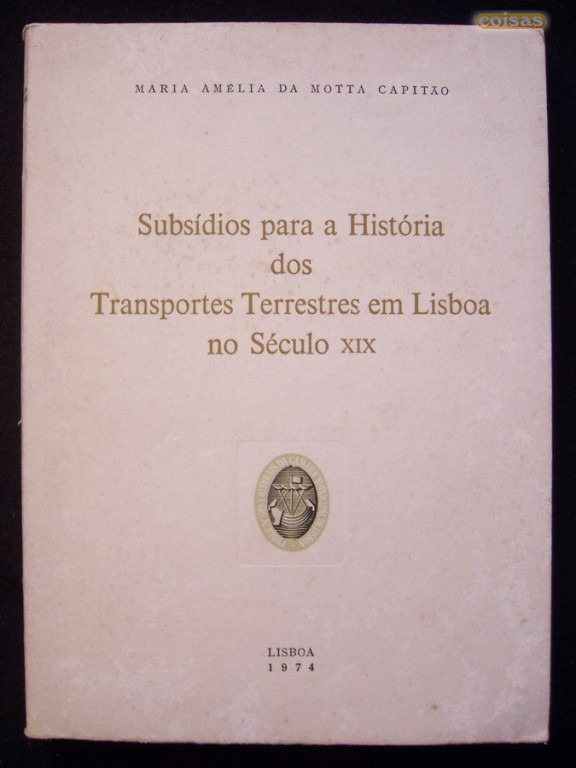 coisas
MARIA AMÉLIA DA MOTTA CAPITÃO
Subsídios para a História
dos
Transportes Terrestres em Lisboa
no Século XIX
LISBOA
1974